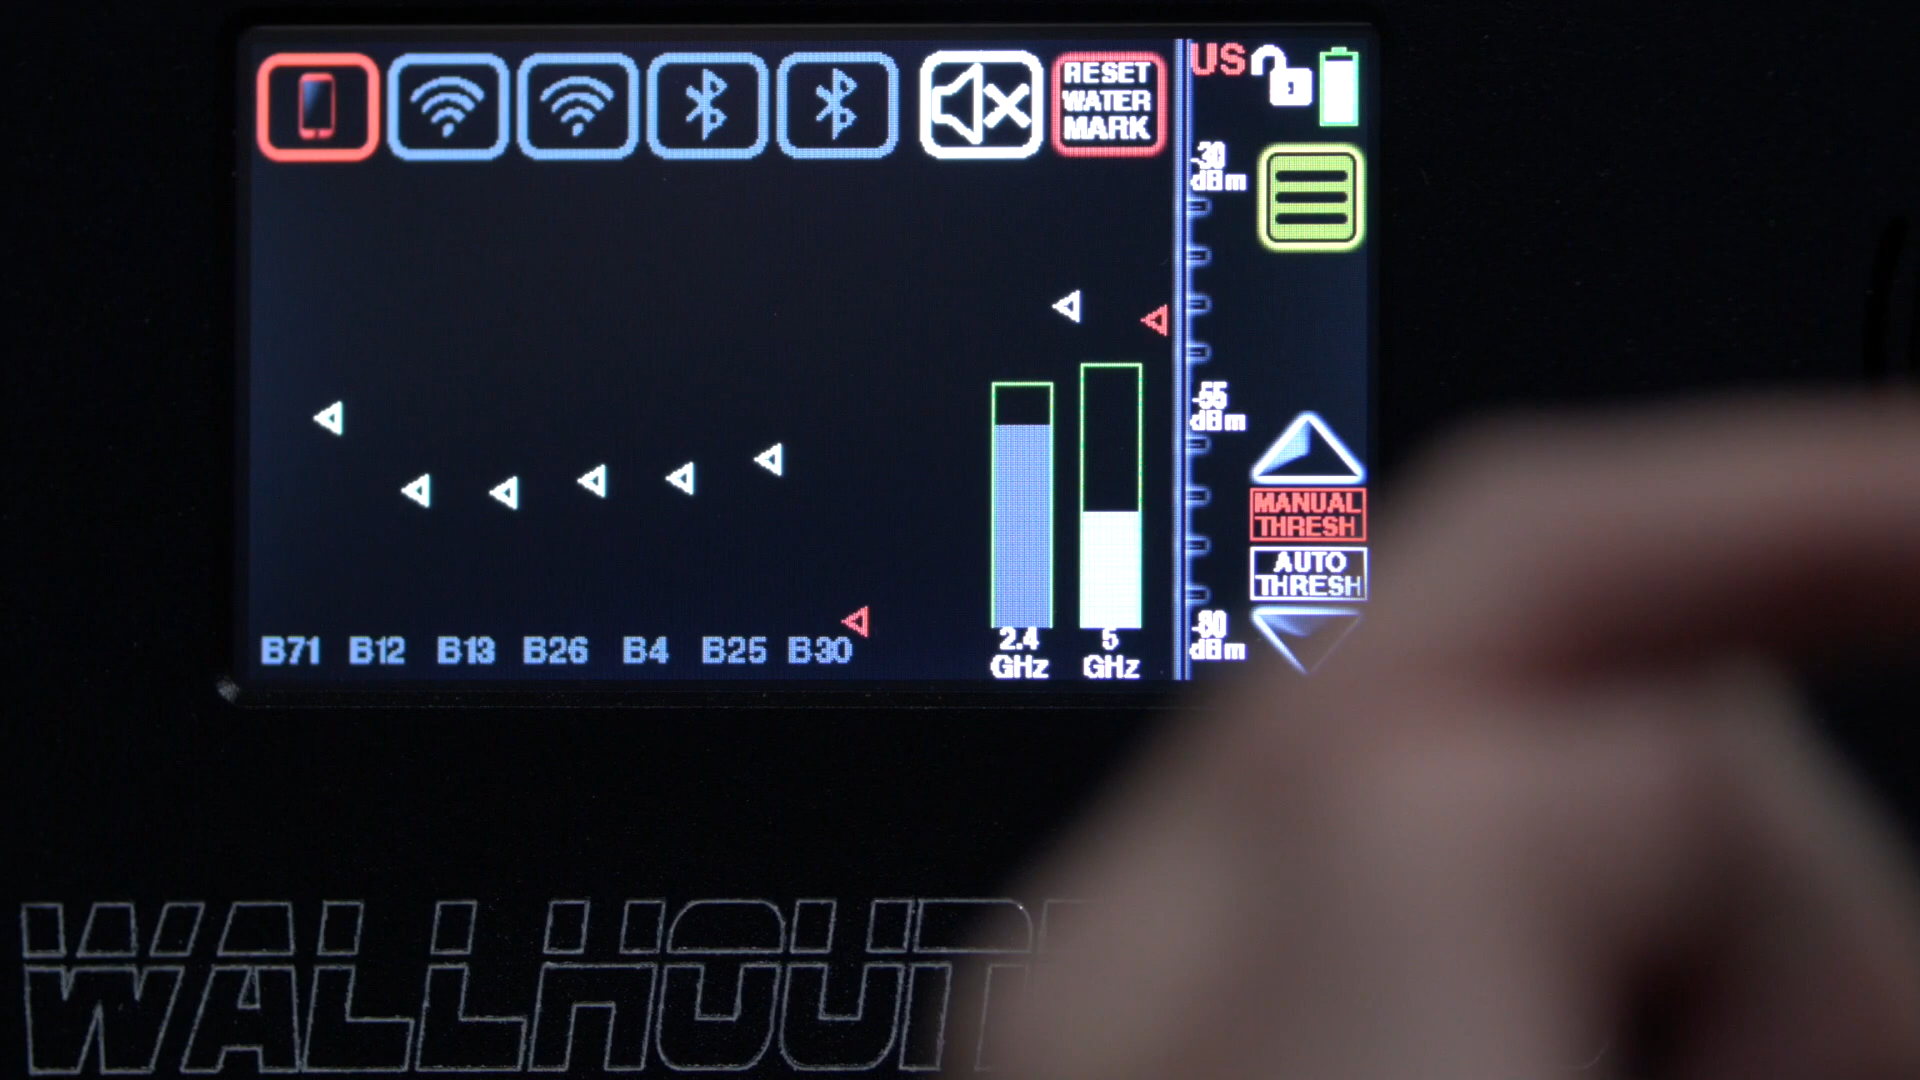 RESET
WATER
MARK
US
-30
dBm
-55
dBm
MANUAL
THRESH
AUTO
THRESH
-80
dBm
B71 B12 B13 B26 B4 B25 B30
2.4
GHz
5
GHz